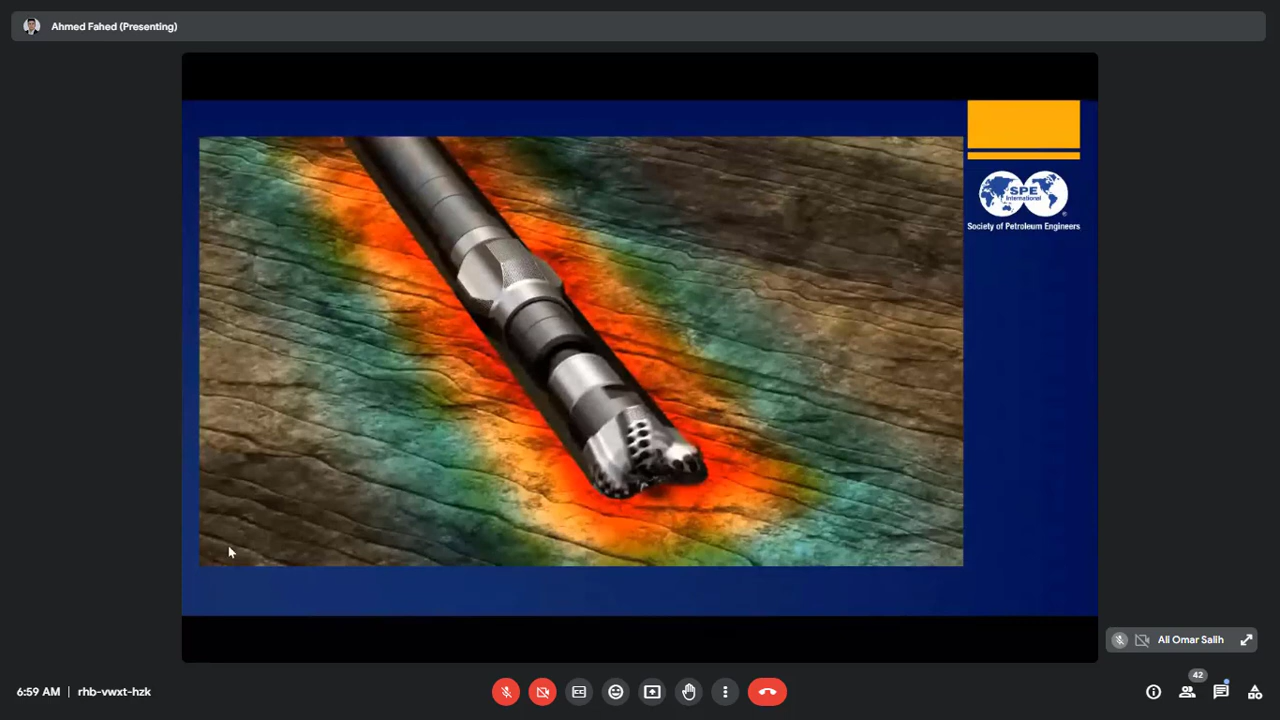 Ahmed Fahed (Presenting)
SPE
International
Society of Petroleum Engineers
Ali Omar Salih
42
6:59 AM | rhb-vwxt-hzk